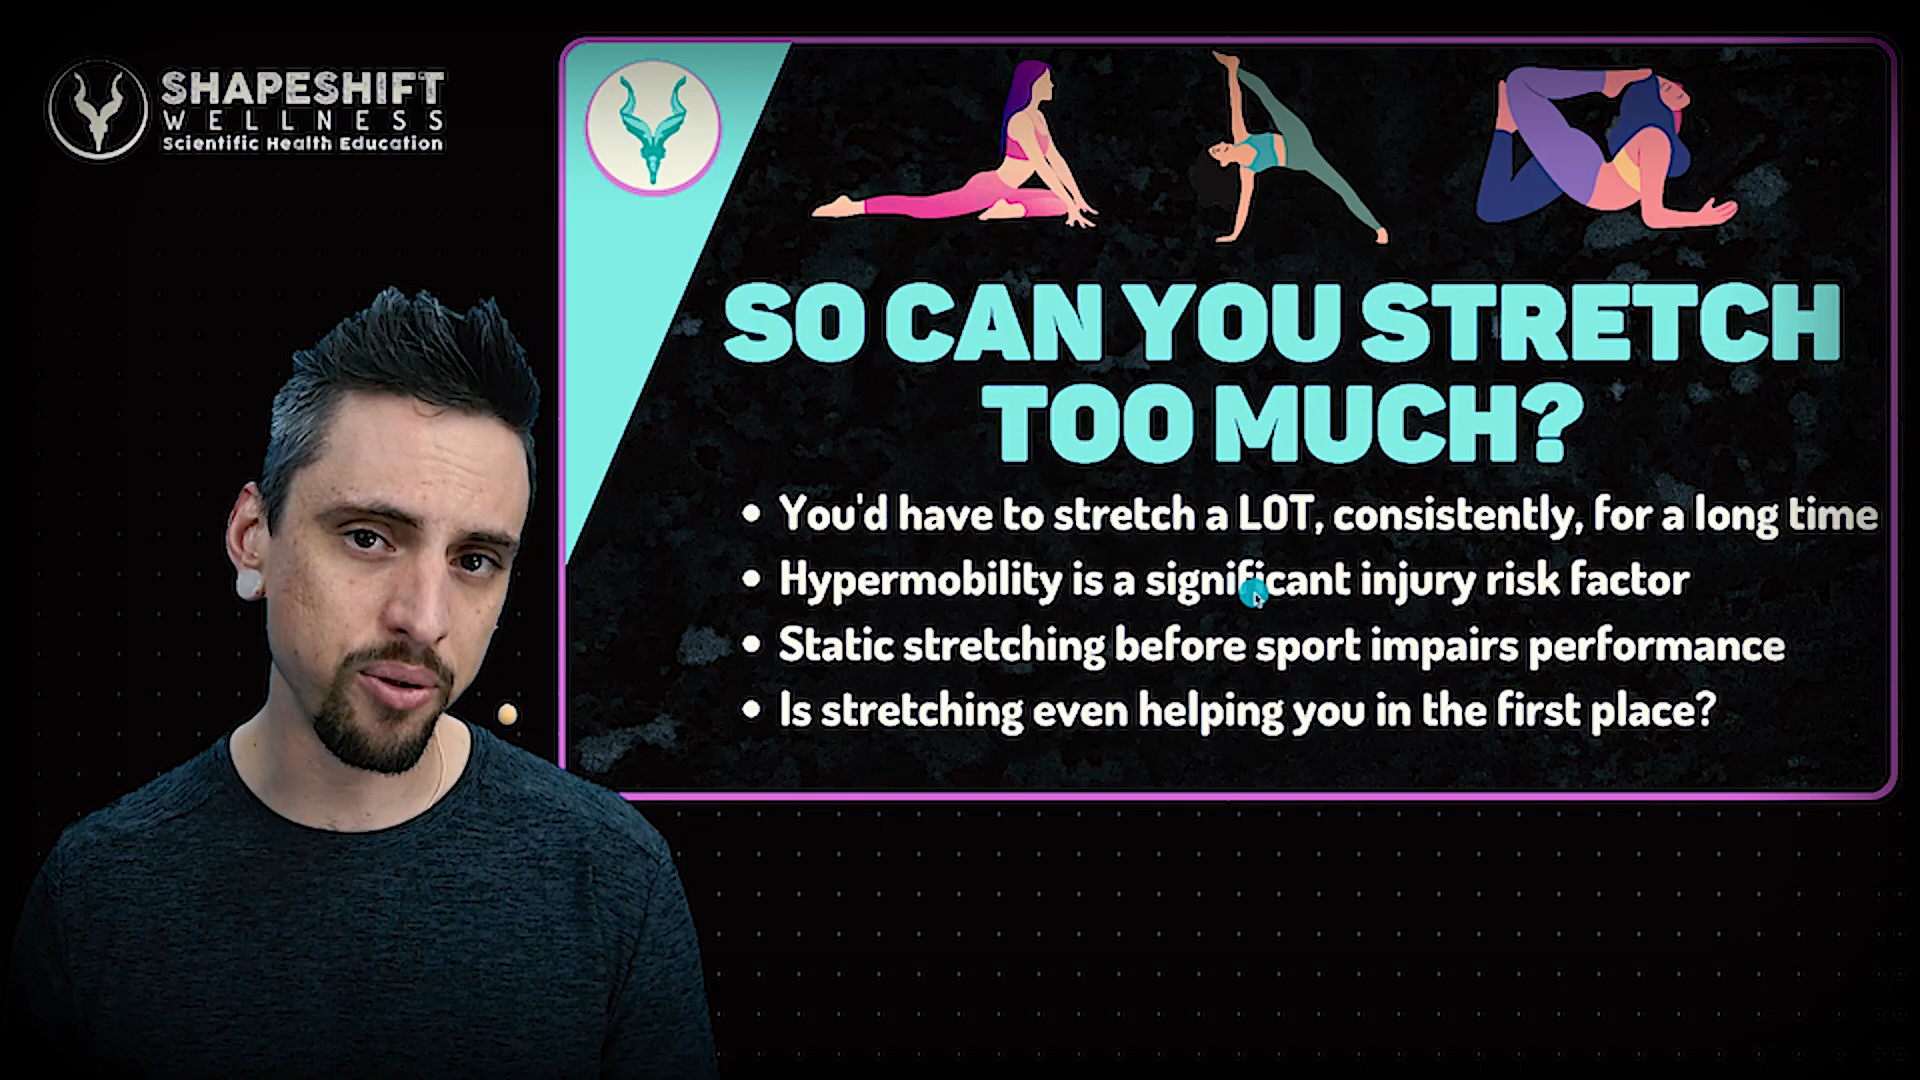 SHAPESHIFT
WELLNESS
Scientific Health Education
SO CAN YOU STRETCH
TOO MUCH?
• You'd have to stretch a LOT, consistently, for a long time
• Hypermobility is a significant injury risk factor
• Static stretching before sport impairs performance
• Is stretching even helping you in the first place?